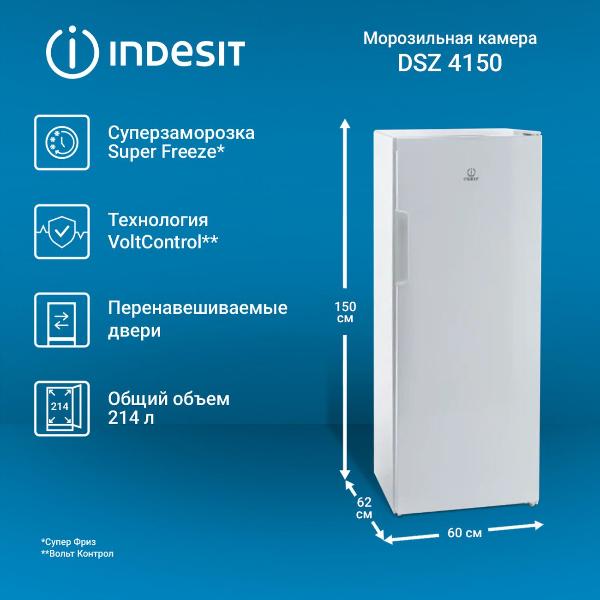 INDESIT
Морозильная камера
DSZ 4150
Суперзаморозка
Super Freeze*
Технология
VoltControl**
Перенавешиваемые
двери
214
Общий объем
214 л
INDESIT
150
см
62
см
60 см
*Супер Фриз
**Вольт Контрол